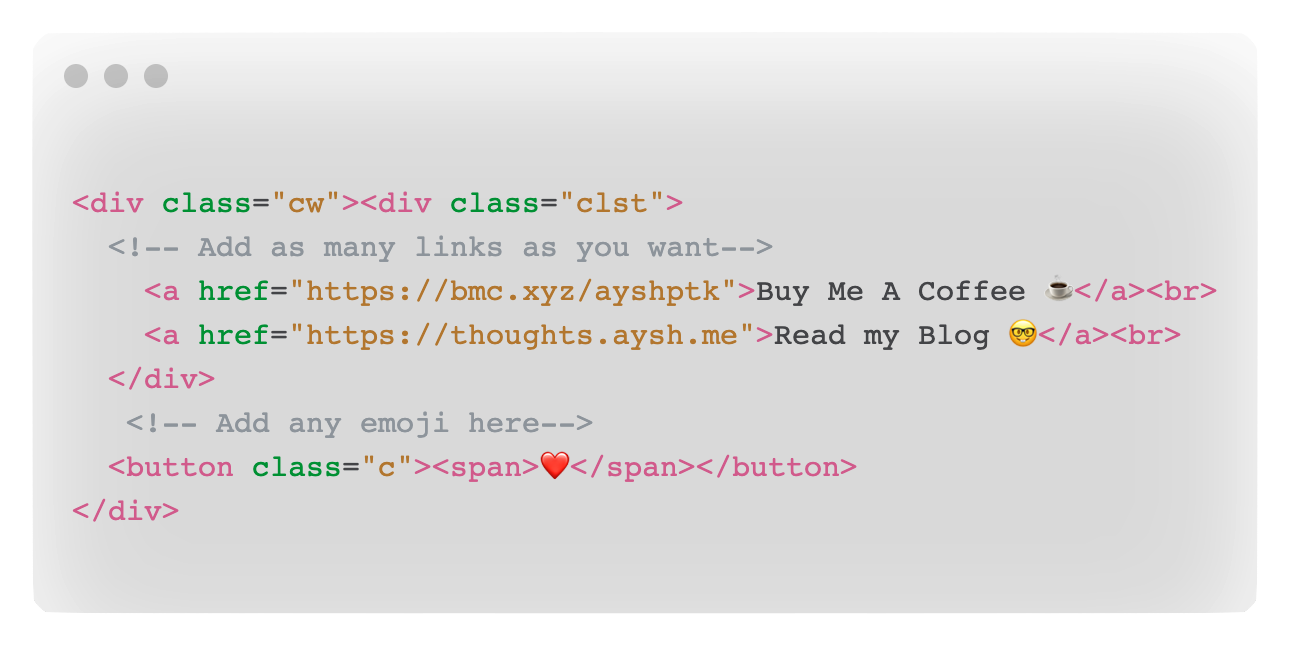 <div class="cw"><div class="clst">
<!-- Add as many links as you want-->
<a href="https://bmc.xyz/ayshptk">Buy Me A Coffee ☕</a><br>
<a href="https://thoughts.aysh.me">Read my Blog 🤓</a><br>
</div>
<!-- Add any emoji here-->
<button class="c"><span>❤️</span></button>
</div>